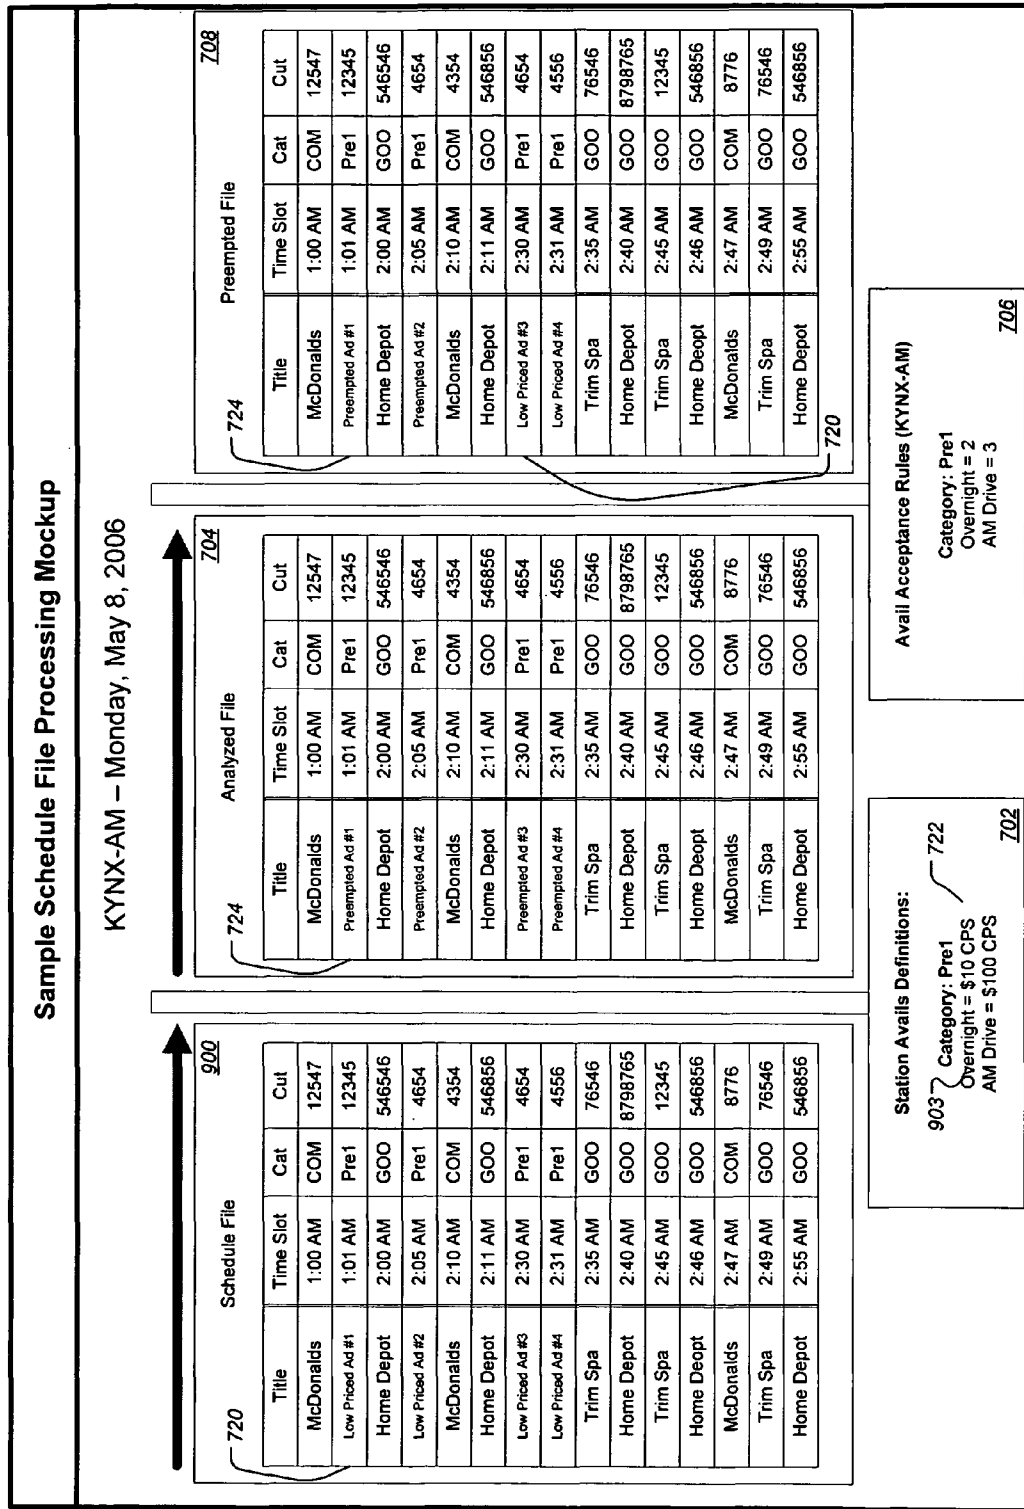 Sample Schedule File Processing Mockup
KYNX-AM – Monday, May 8, 2006
Schedule File
900
720
Title Time Slot Cat Cut
McDonalds 1:00 AM COM 12547
Low Priced Ad #1 1:01 AM Pre1 12345
Home Depot 2:00 AM GOO 546546
Low Priced Ad #2 2:05 AM Pre1 4654
McDonalds 2:10 AM COM 4354
Home Depot 2:11 AM GOO 546856
Low Priced Ad #3 2:30 AM Pre1 4654
Low Priced Ad #4 2:31 AM Pre1 4556
Trim Spa 2:35 AM GOO 76546
Home Depot 2:40 AM GOO 8798765
Trim Spa 2:45 AM GOO 12345
Home Deopt 2:46 AM GOO 546856
McDonalds 2:47 AM COM 8776
Trim Spa 2:49 AM GOO 76546
Home Depot 2:55 AM GOO 546856
Analyzed File
704
724
Title Time Slot Cat Cut
McDonalds 1:00 AM COM 12547
Preempted Ad #1 1:01 AM Pre1 12345
Home Depot 2:00 AM GOO 546546
Preempted Ad #2 2:05 AM Pre1 4654
McDonalds 2:10 AM COM 4354
Home Depot 2:11 AM GOO 546856
Preempted Ad #3 2:30 AM Pre1 4654
Preempted Ad #4 2:31 AM Pre1 4556
Trim Spa 2:35 AM GOO 76546
Home Depot 2:40 AM GOO 8798765
Trim Spa 2:45 AM GOO 12345
Home Deopt 2:46 AM GOO 546856
McDonalds 2:47 AM COM 8776
Trim Spa 2:49 AM GOO 76546
Home Depot 2:55 AM GOO 546856
Preempted File
708
724
Title Time Slot Cat Cut
McDonalds 1:00 AM COM 12547
Preempted Ad #1 1:01 AM Pre1 12345
Home Depot 2:00 AM GOO 546546
Preempted Ad #2 2:05 AM Pre1 4654
McDonalds 2:10 AM COM 4354
Home Depot 2:11 AM GOO 546856
Low Priced Ad #3 2:30 AM Pre1 4654
Low Priced Ad #4 2:31 AM Pre1 4556
Trim Spa 2:35 AM GOO 76546
Home Depot 2:40 AM GOO 8798765
Trim Spa 2:45 AM GOO 12345
Home Deopt 2:46 AM GOO 546856
McDonalds 2:47 AM COM 8776
Trim Spa 2:49 AM GOO 76546
Home Depot 2:55 AM GOO 546856
720
Station Avails Definitions:
903 Category: Pre1 722
Overnight = $10 CPS
AM Drive = $100 CPS
702
Avail Acceptance Rules (KYNX-AM)
Category: Pre1
Overnight = 2
AM Drive = 3
706